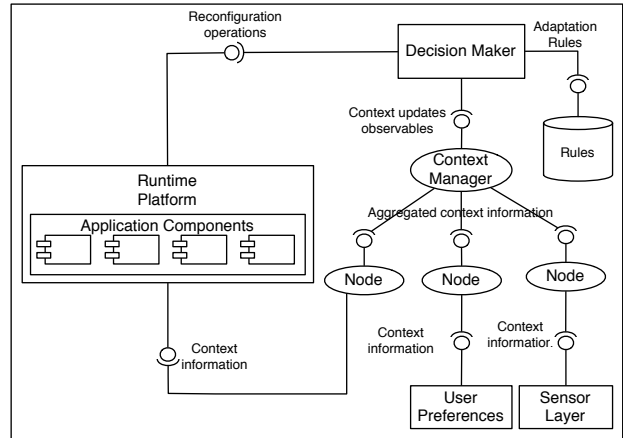 Reconfiguration
operations
Decision Maker
Adaptation
Rules
Context updates
observables
Rules
Context
Manager
Runtime
Platform
Application Components
Aggregated context information
Node
Node
Node
Context
information
Context
information
Context
informatior.
User
Preferences
Sensor
Layer